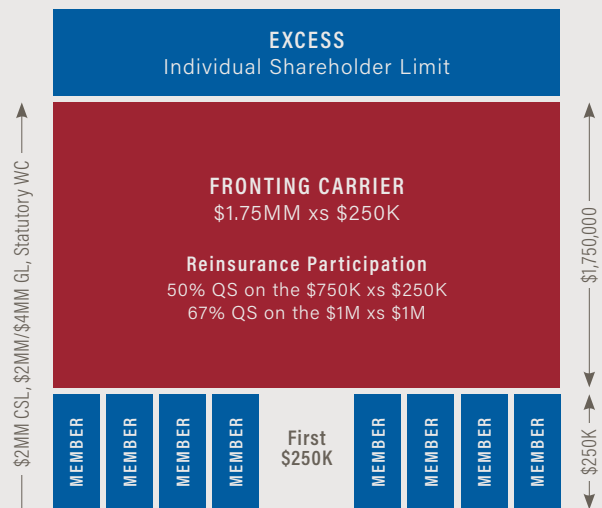 EXCESS
Individual Shareholder Limit
$2MM CSL, $2MM/$4MM GL, Statutory WC
FRONTING CARRIER
$1.75MM xs $250K
Reinsurance Participation
50% QS on the $750K xs $250K
67% QS on the $1M xs $1M
$1,750,000
MEMBER
MEMBER
MEMBER
MEMBER
First
$250K
MEMBER
MEMBER
MEMBER
MEMBER
$250K